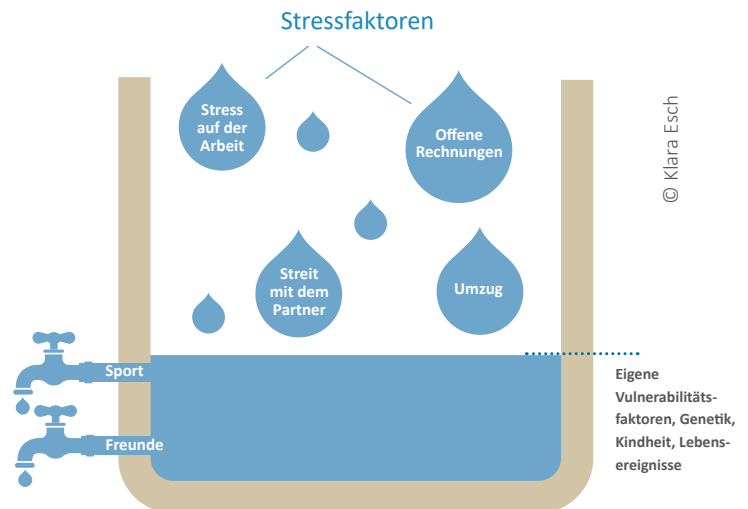 Stressfaktoren
Stress
auf der
Arbeit
Offene
Rechnungen
© Klara Esch
Streit
mit dem
Partner
Umzug
Sport
Freunde
Eigene
Vulnerabilitäts-
faktoren, Genetik,
Kindheit, Lebens-
ereignisse